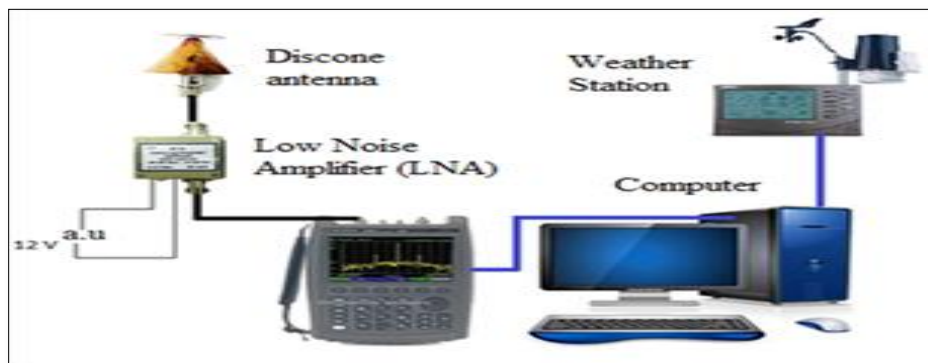 Discone
antenna
Weather
Station
Low Noise
Amplifier (LNA)
Computer
12 V
a.u